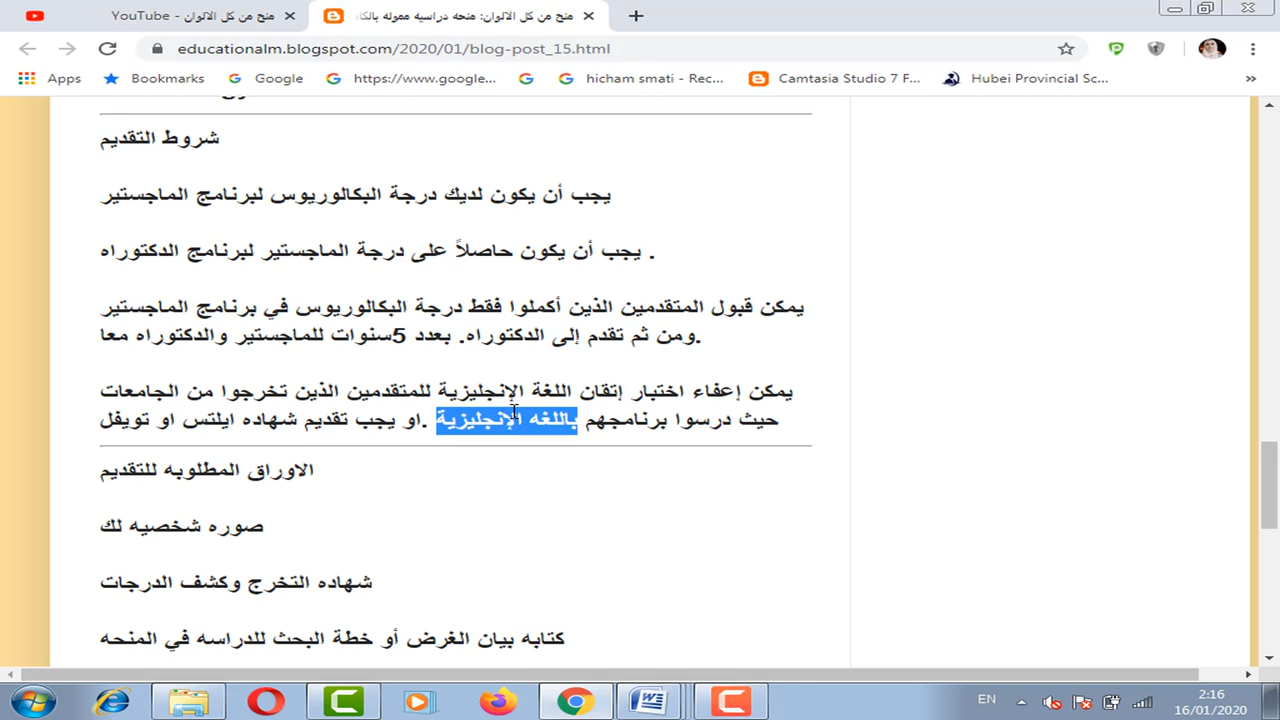 منح من كل الالوان - YouTube
منح من كل الالوان: منحه دراسيه مموله بالكا
educationalm.blogspot.com/2020/01/blog-post_15.html
Apps
Bookmarks
Google
https://www.google...
hicham smati - Rec...
Camtasia Studio 7 F...
Hubei Provincial Sc...
شروط التقديم
يجب أن يكون لديك درجة البكالوريوس لبرنامج الماجستير
يجب أن يكون حاصلاً على درجة الماجستير لبرنامج الدكتوراه .
يمكن قبول المتقدمين الذين أكملوا فقط درجة البكالوريوس في برنامج الماجستير
ومن ثم تقدم إلى الدكتوراه. بعدد 5سنوات للماجستير والدكتوراه معا.
يمكن إعفاء اختبار إتقان اللغة الإنجليزية للمتقدمين الذين تخرجوا من الجامعات
حيث درسوا برنامجهم باللغه الإنجليزية .او يجب تقديم شهاده ايلتس او تويفل
الاوراق المطلوبه للتقديم
صوره شخصيه لك
شهاده التخرج وكشف الدرجات
كتابه بيان الغرض أو خطة البحث للدراسه في المنحه
EN
2:16
16/01/2020